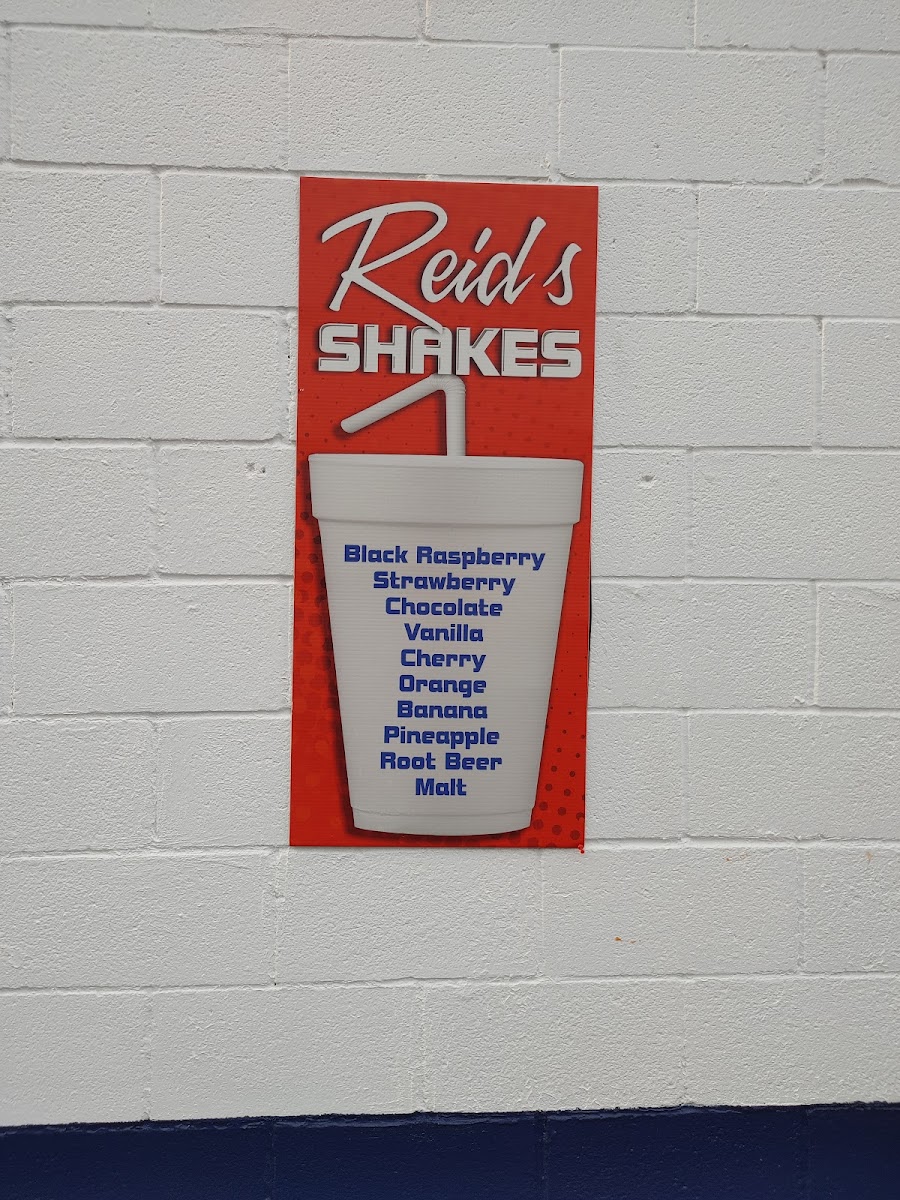 Reid's
SHAKES
Black Raspberry
Strawberry
Chocolate
Vanilla
Cherry
Orange
Banana
Pineapple
Root Beer
Malt